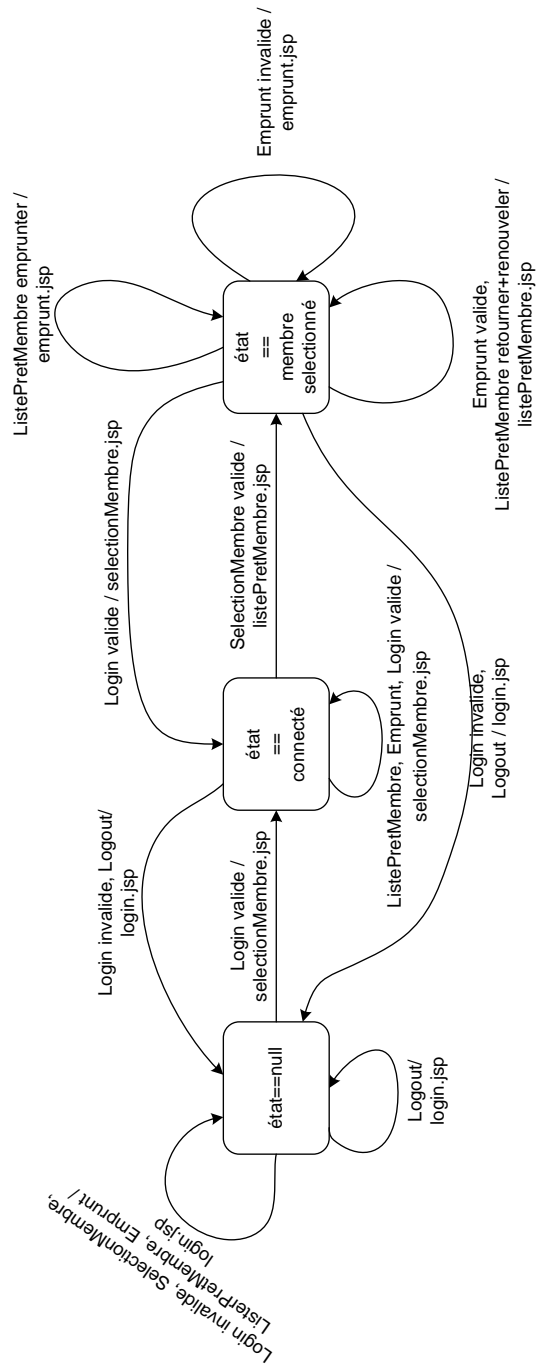 Login invalide, SelectionMembre,
ListerPretMembre, Emprunt /
login.jsp
état==null
Logout/
login.jsp
Login invalide, Logout/
login.jsp
Login valide /
selectionMembre.jsp
état
==
connecté
ListePretMembre, Emprunt, Login valide /
selectionMembre.jsp
Login valide / selectionMembre.jsp
SelectionMembre valide /
listePretMembre.jsp
Login invalide,
Logout / login.jsp
état
==
membre
selectionné
ListePretMembre emprunter /
emprunt.jsp
Emprunt invalide /
emprunt.jsp
Emprunt valide,
ListePretMembre retourner+renouveler /
listePretMembre.jsp